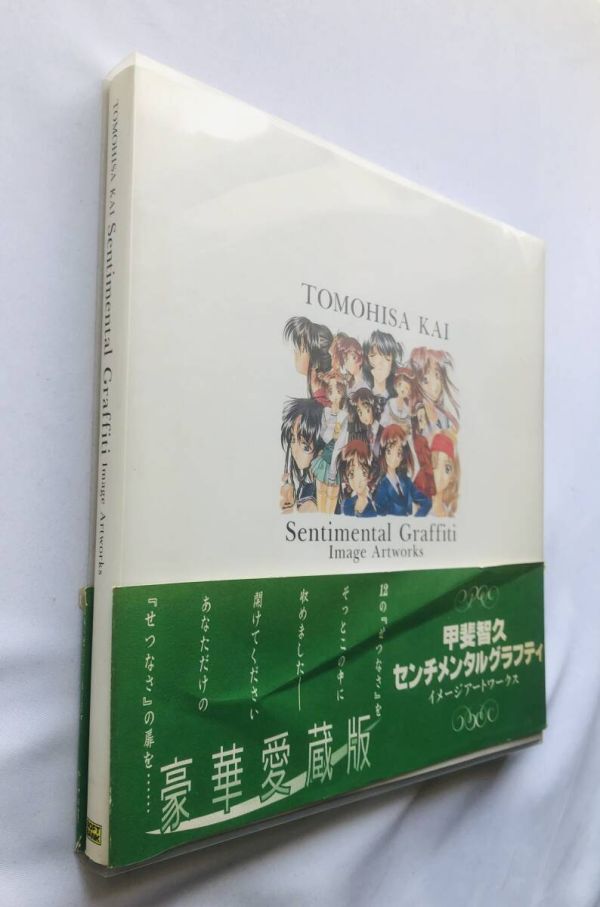 TOMOHISA KAI Sentimental Graffiti Image Artworks
TOMOHISA KAI
Sentimental Graffiti
Image Artworks
甲斐智久
センチメンタルグラフティ
イメージアートワークス
12の『せつなさ』を
そっとこの中に
収めました―
開けてください
あなただけの
『せつなさ』の扉を……
豪華愛蔵版
SOFT
BANK